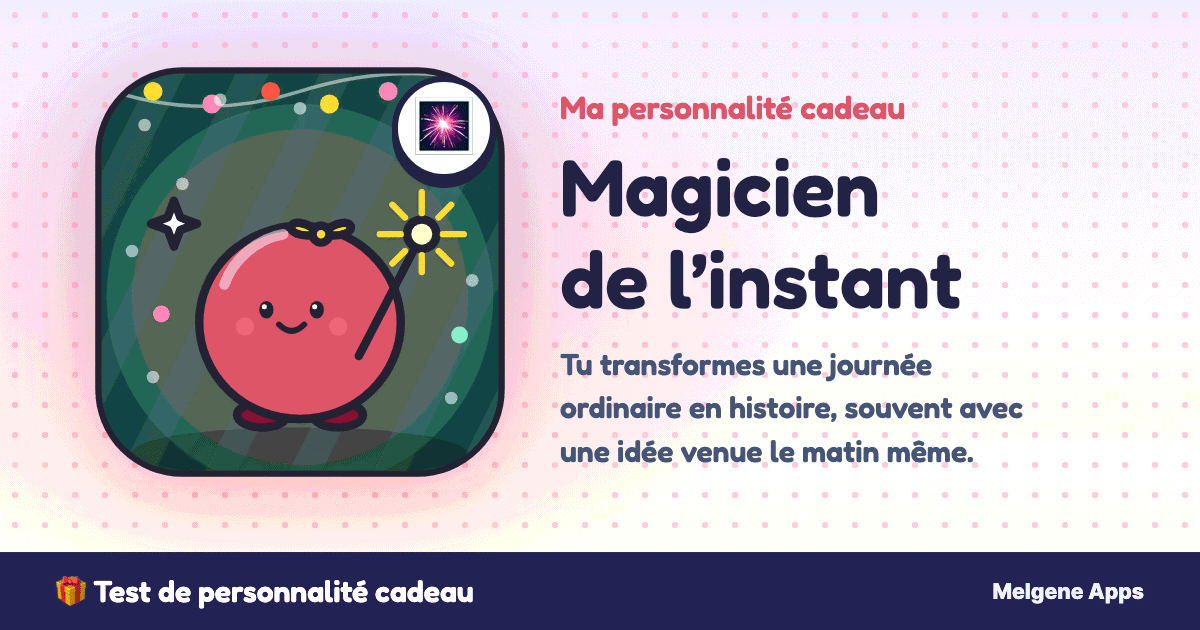 Ma personnalité cadeau
Magicien
de l’instant
Tu transformes une journée
ordinaire en histoire, souvent avec
une idée venue le matin même.
Test de personnalité cadeau
Melgene Apps